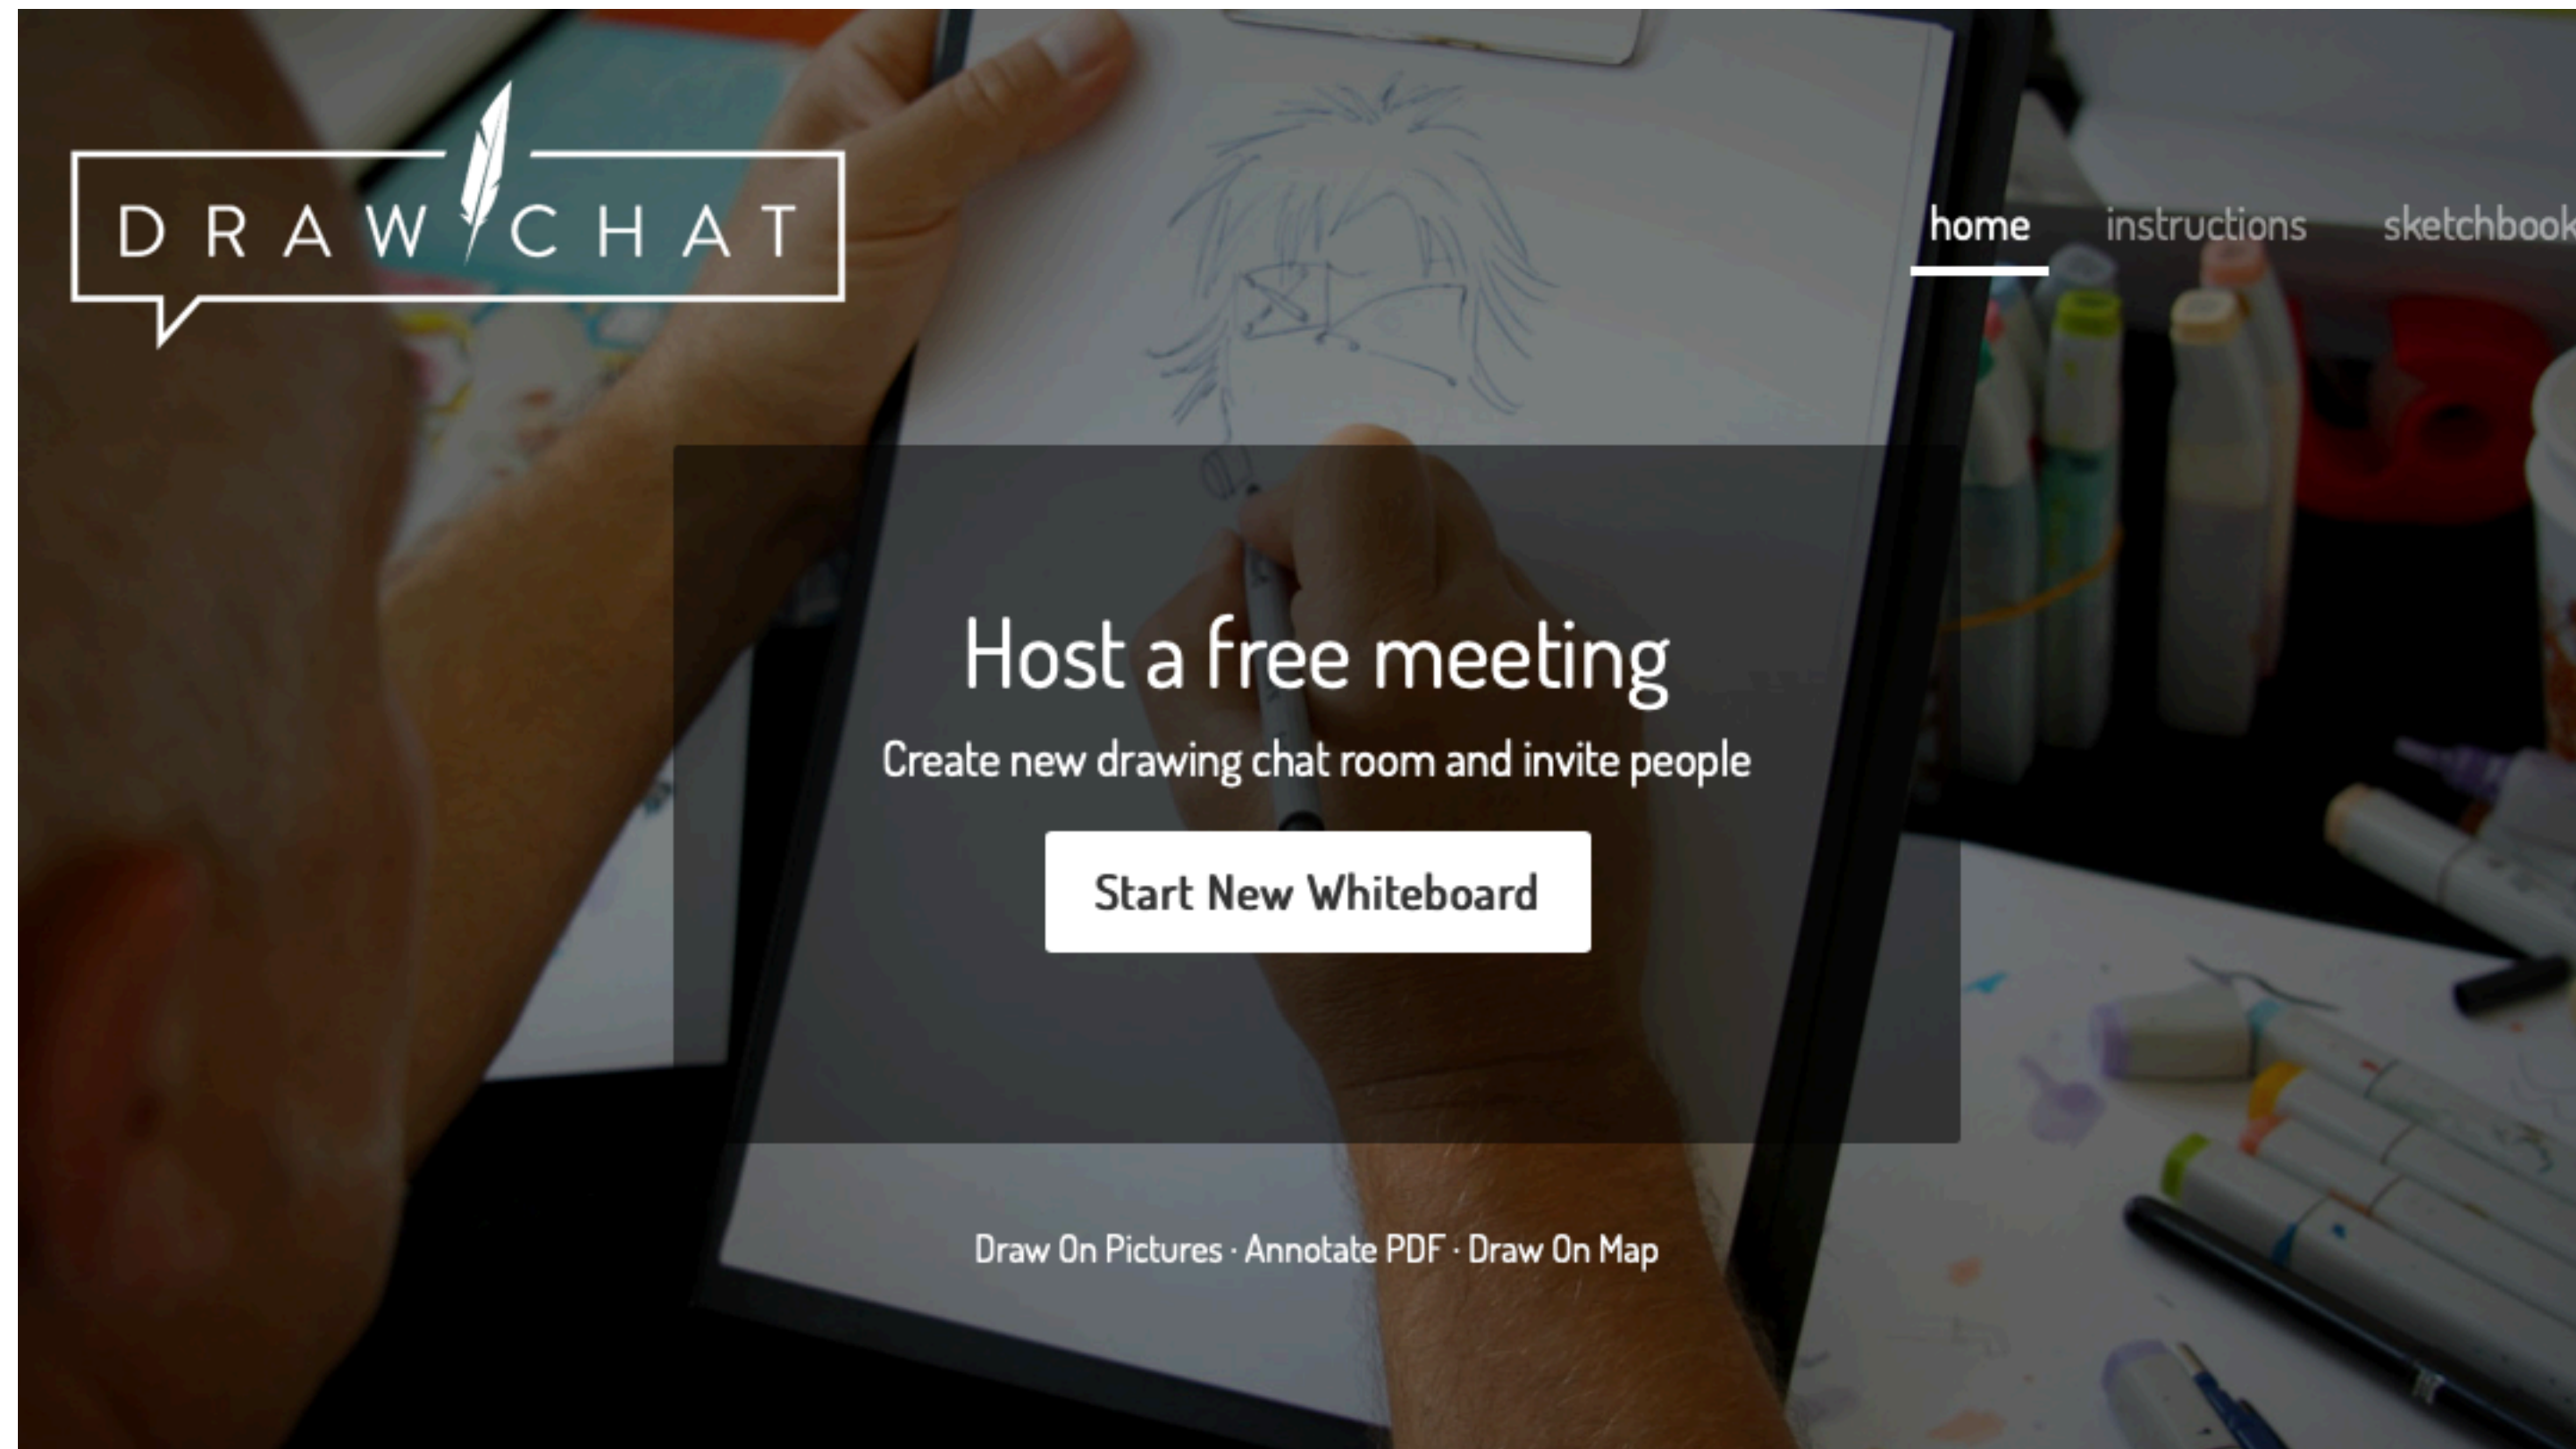 DRAW CHAT
home instructions sketchbook
Host a free meeting
Create new drawing chat room and invite people
Start New Whiteboard
Draw On Pictures · Annotate PDF · Draw On Map